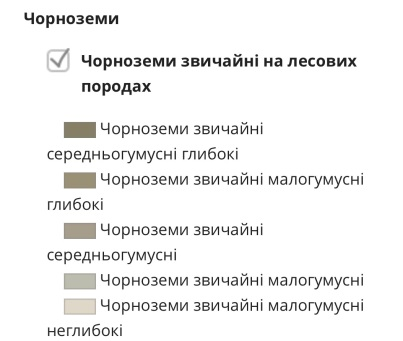 Чорноземи
Чорноземи звичайні на лесових
породах
Чорноземи звичайні
середньогумусні глибокі
Чорноземи звичайні малогумусні
глибокі
Чорноземи звичайні
середньогумусні
Чорноземи звичайні малогумусні
Чорноземи звичайні малогумусні
неглибокі